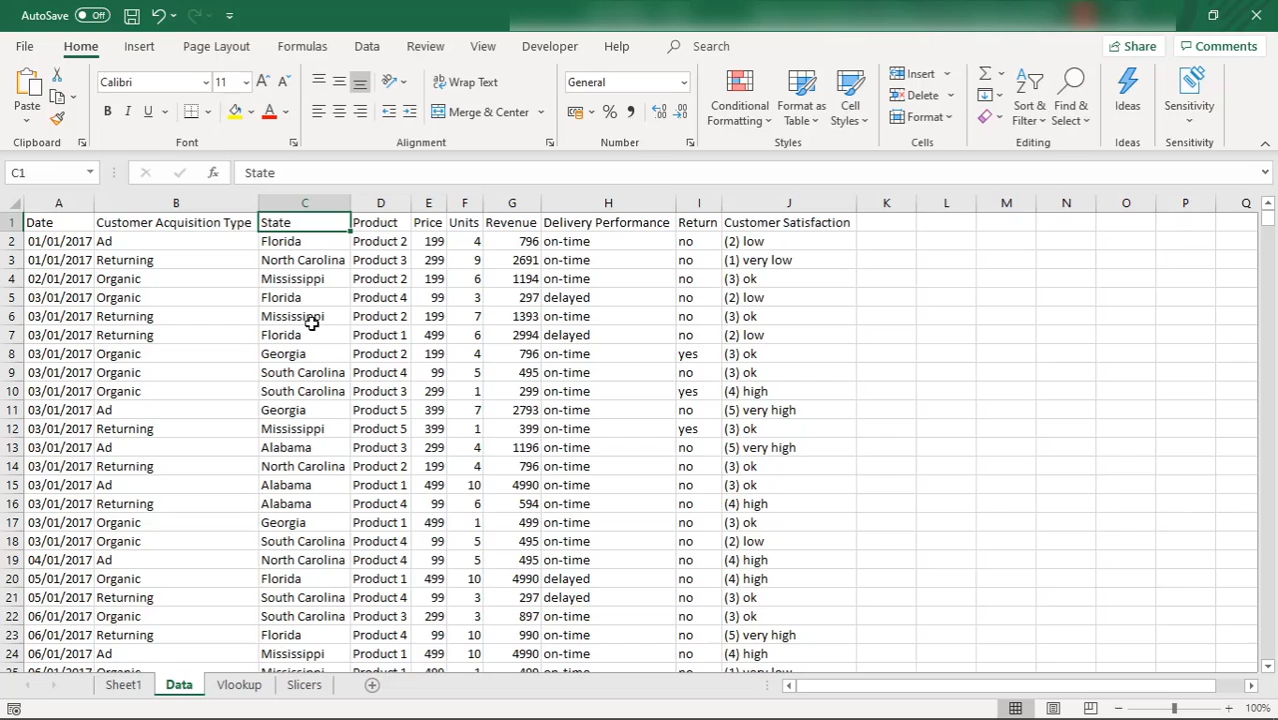 AutoSave Off
File Home Insert Page Layout Formulas Data Review View Developer Help Search Share Comments
Paste Calibri 11 A A Wrap Text General Conditional Formatting Format as Table Cell Styles Insert Delete Format Sort & Filter Find & Select Ideas Sensitivity
B I U A Merge & Center %
Clipboard Font Alignment Number Styles Cells Editing Ideas Sensitivity
C1 fx State
A B C D E F G H I J K L M N O P Q
1 Date Customer Acquisition Type State Product Price Units Revenue Delivery Performance Return Customer Satisfaction
2 01/01/2017 Ad Florida Product 2 199 4 796 on-time no (2) low
3 01/01/2017 Returning North Carolina Product 3 299 9 2691 on-time no (1) very low
4 02/01/2017 Organic Mississippi Product 2 199 6 1194 on-time no (3) ok
5 03/01/2017 Organic Florida Product 4 99 3 297 delayed no (2) low
6 03/01/2017 Returning Mississippi Product 2 199 7 1393 on-time no (3) ok
7 03/01/2017 Returning Florida Product 1 499 6 2994 delayed no (2) low
8 03/01/2017 Organic Georgia Product 2 199 4 796 on-time yes (3) ok
9 03/01/2017 Organic South Carolina Product 4 99 5 495 on-time no (3) ok
10 03/01/2017 Organic South Carolina Product 3 299 1 299 on-time yes (4) high
11 03/01/2017 Ad Georgia Product 5 399 7 2793 on-time no (5) very high
12 03/01/2017 Returning Mississippi Product 5 399 1 399 on-time yes (3) ok
13 03/01/2017 Ad Alabama Product 3 299 4 1196 on-time no (5) very high
14 03/01/2017 Returning North Carolina Product 2 199 4 796 on-time no (3) ok
15 03/01/2017 Ad Alabama Product 1 499 10 4990 on-time no (3) ok
16 03/01/2017 Returning Alabama Product 4 99 6 594 on-time no (4) high
17 03/01/2017 Organic Georgia Product 1 499 1 499 on-time no (3) ok
18 03/01/2017 Organic South Carolina Product 4 99 5 495 on-time no (2) low
19 04/01/2017 Ad North Carolina Product 4 99 5 495 on-time no (4) high
20 05/01/2017 Organic Florida Product 1 499 10 4990 delayed no (4) high
21 05/01/2017 Returning South Carolina Product 4 99 3 297 delayed no (3) ok
22 06/01/2017 Organic South Carolina Product 3 299 3 897 on-time no (3) ok
23 06/01/2017 Returning Florida Product 4 99 10 990 on-time no (5) very high
24 06/01/2017 Ad Mississippi Product 1 499 10 4990 on-time no (4) high
Sheet1 Data Vlookup Slicers
100%